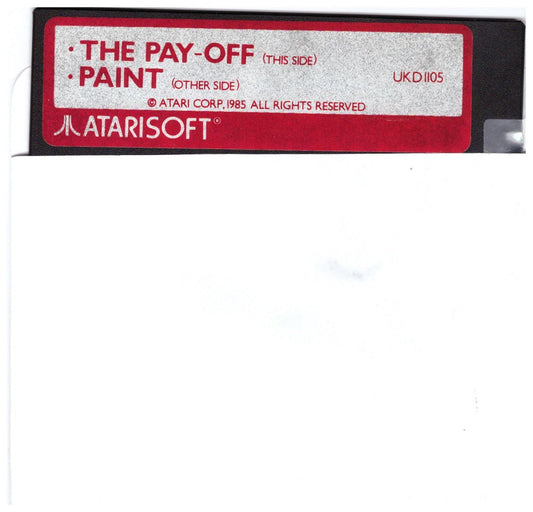 · THE PAY-OFF (THIS SIDE)
· PAINT (OTHER SIDE)
UKD1105
© ATARI CORP, 1985 ALL RIGHTS RESERVED
ATARISOFT®